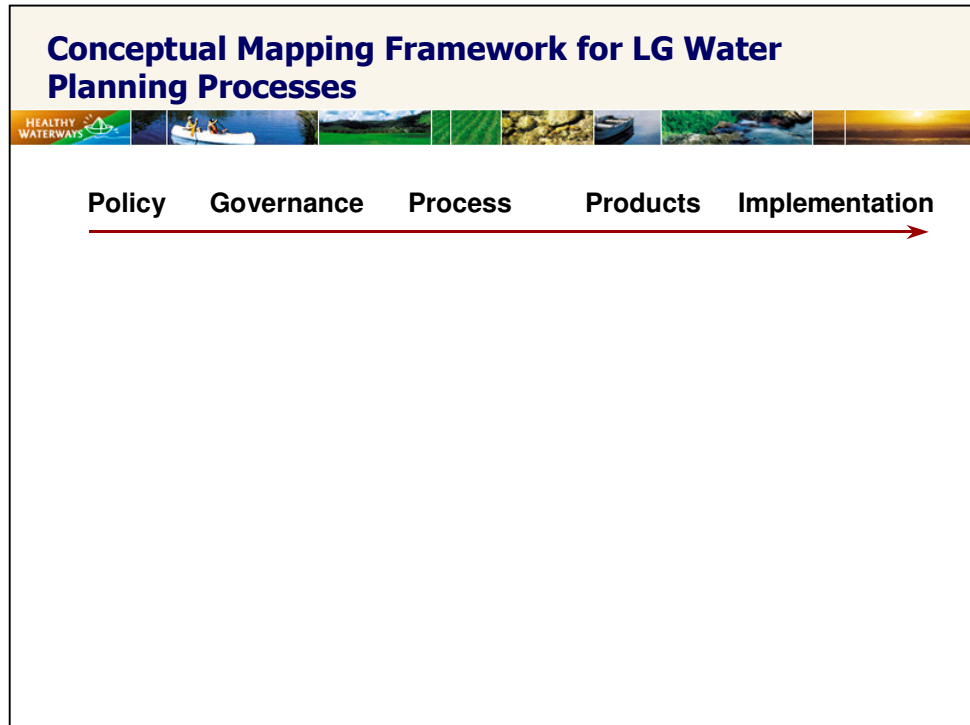 Conceptual Mapping Framework for LG Water
Planning Processes
HEALTHY
WATERWAYS
Policy Governance Process Products Implementation